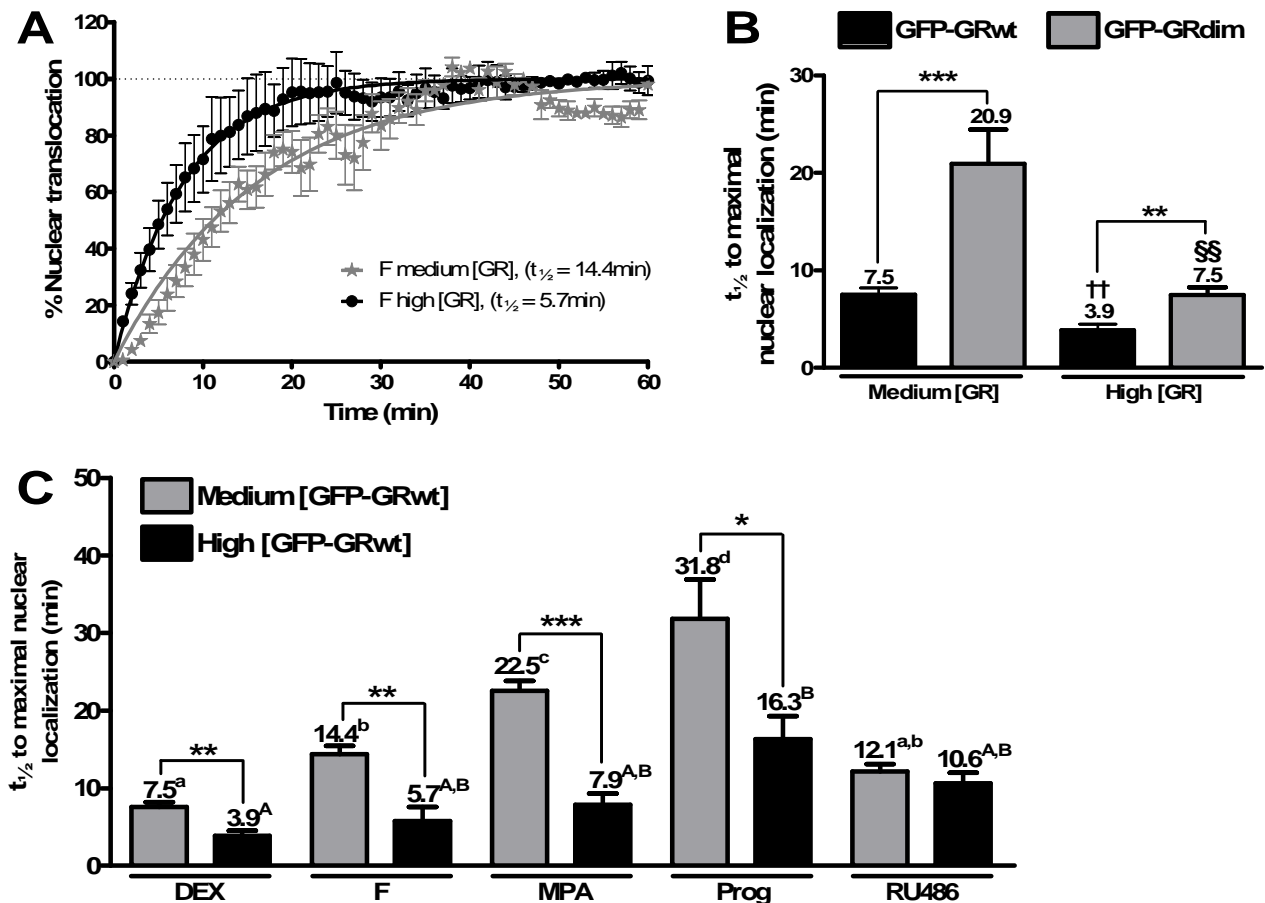 A
% Nuclear translocation
120
100
80
60
40
20
0
0 10 20 30 40 50 60
Time (min)
F medium [GR], (t½ = 14.4min)
F high [GR], (t½ = 5.7min)
B
GFP-GRwt GFP-GRdim
t½ to maximal
nuclear localization (min)
30
20
10
0
***
7.5
20.9
**
††
3.9
§§
7.5
Medium [GR] High [GR]
C
Medium [GFP-GRwt]
High [GFP-GRwt]
t½ to maximal nuclear
localization (min)
50
40
30
20
10
0
**
7.5a
3.9A
**
14.4b
5.7A,B
***
22.5c
7.9A,B
*
31.8d
16.3B
12.1a,b
10.6A,B
DEX F MPA Prog RU486